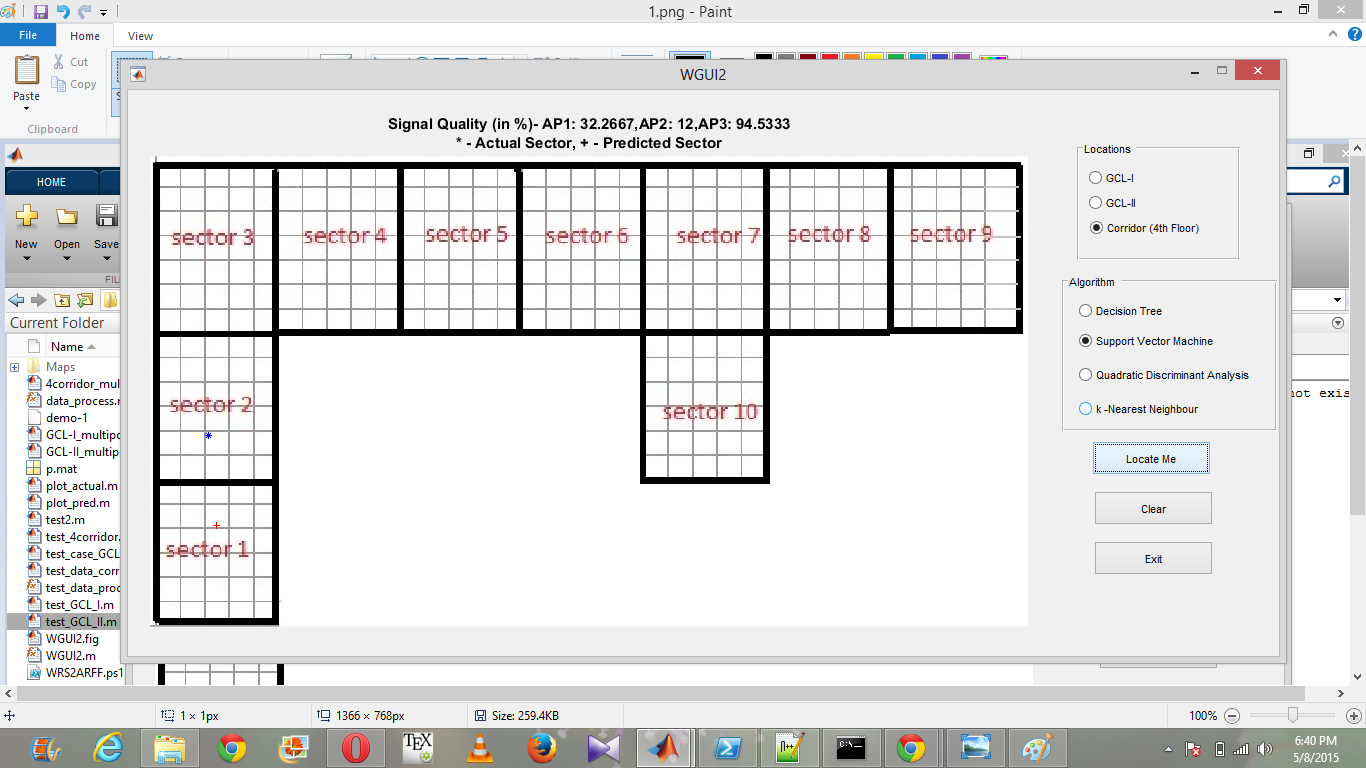 1.png - Paint
File Home View
Paste
Cut
Copy
Clipboard
WGUI2
Signal Quality (in %)- AP1: 32.2667,AP2: 12,AP3: 94.5333
* - Actual Sector, + - Predicted Sector
sector 3 sector 4 sector 5 sector 6 sector 7 sector 8 sector 9
sector 2
sector 10
sector 1
Locations
GCL-I
GCL-II
Corridor (4th Floor)
Algorithm
Decision Tree
Support Vector Machine
Quadratic Discriminant Analysis
k -Nearest Neighbour
Locate Me
Clear
Exit
HOME
New Open Save
FIL
Current Folder
Name
Maps
4corridor_mul
data_process.
demo-1
GCL-I_multipo
GCL-II_multip
p.mat
plot_actual.m
plot_pred.m
test2.m
test_4corridor.
test_case_GCL
test_data_corr
test_data_proc
test_GCL_I.m
test_GCL_II.m
WGUI2.fig
WGUI2.m
WRS2ARFF.ps1
not exis
1 × 1px
1366 × 768px
Size: 259.4KB
100%
TEX
C:\
6:40 PM
5/8/2015